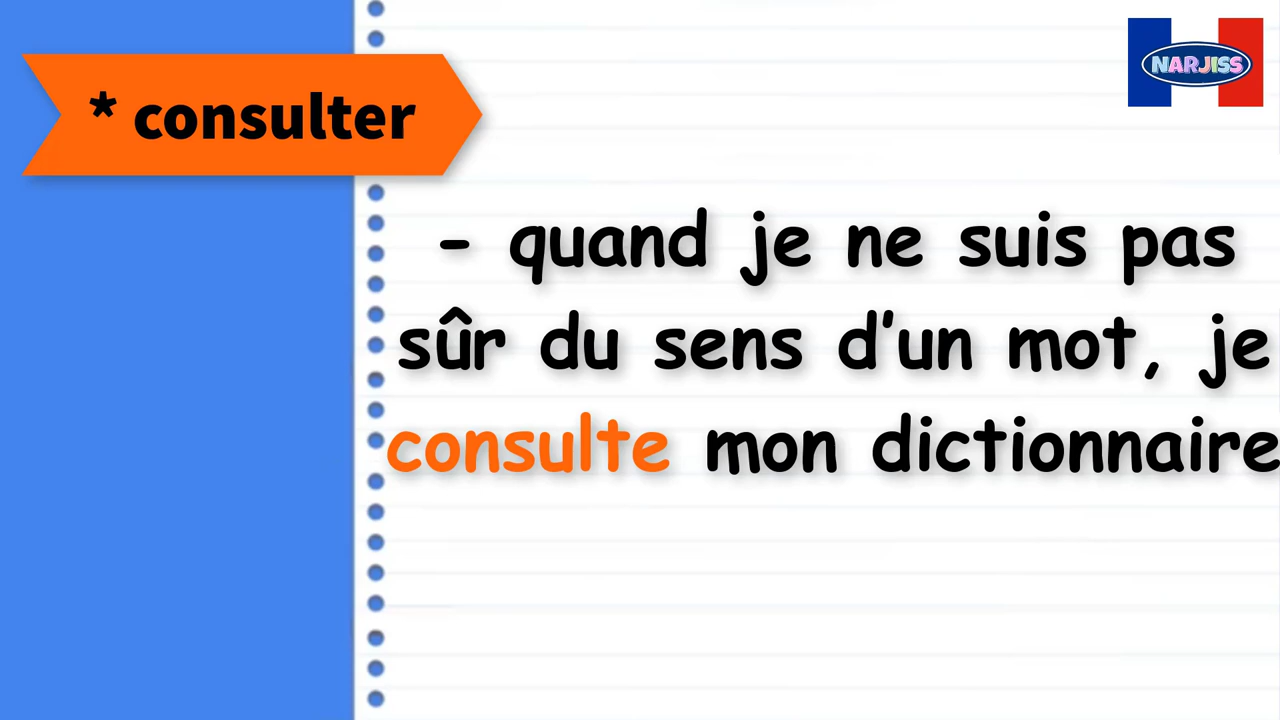 NARJISS
* consulter
- quand je ne suis pas
sûr du sens d’un mot, je
consulte mon dictionnaire